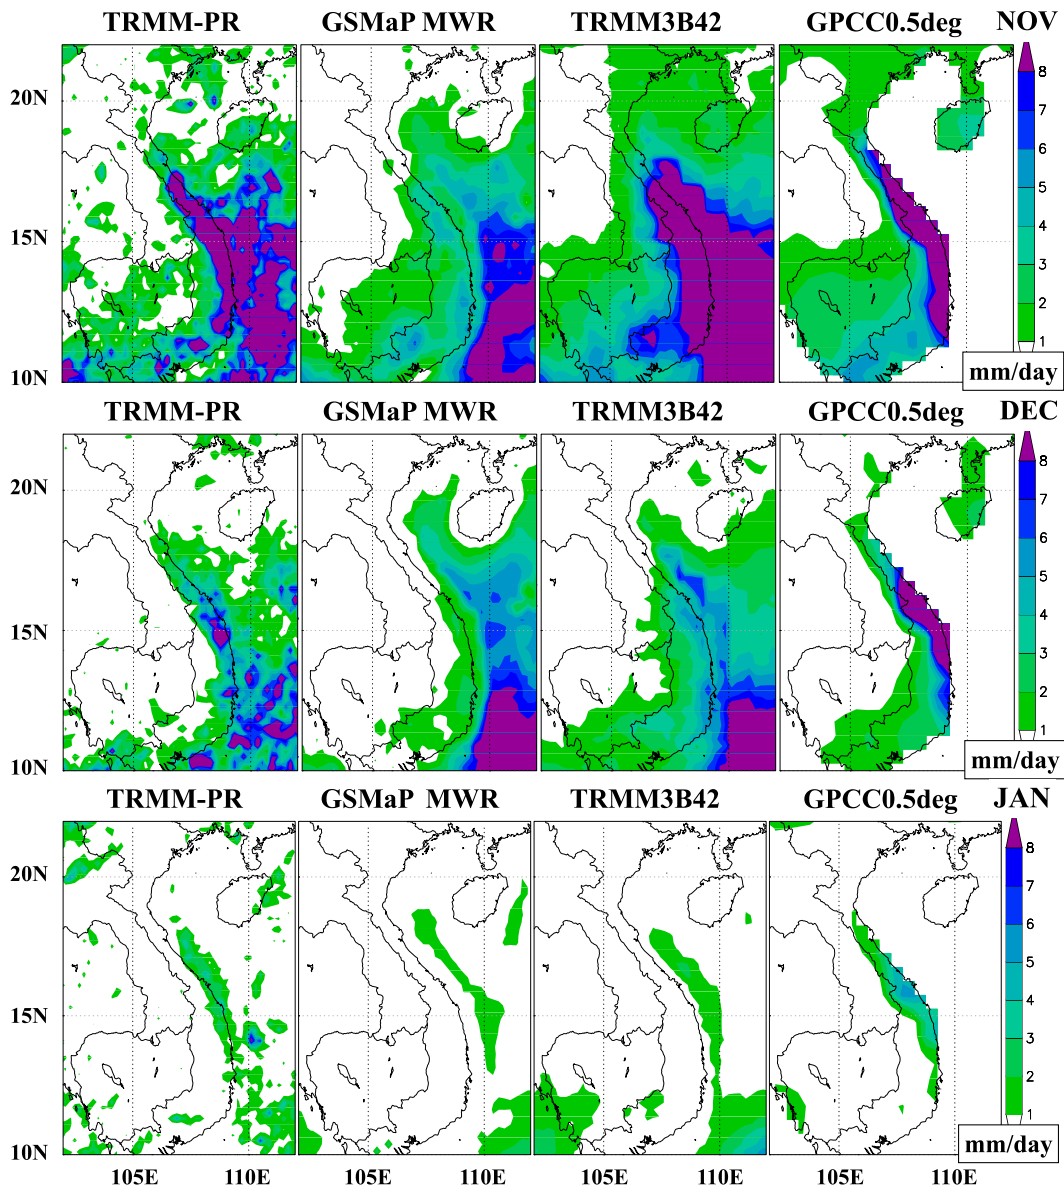 TRMM-PR GSMaP MWR TRMM3B42 GPCC0.5deg NOV
20N
15N
10N
8
7
6
5
4
3
2
1
mm/day
TRMM-PR GSMaP MWR TRMM3B42 GPCC0.5deg DEC
20N
15N
10N
8
7
6
5
4
3
2
1
mm/day
TRMM-PR GSMaP MWR TRMM3B42 GPCC0.5deg JAN
20N
15N
10N
8
7
6
5
4
3
2
1
mm/day
105E 110E 105E 110E 105E 110E 105E 110E